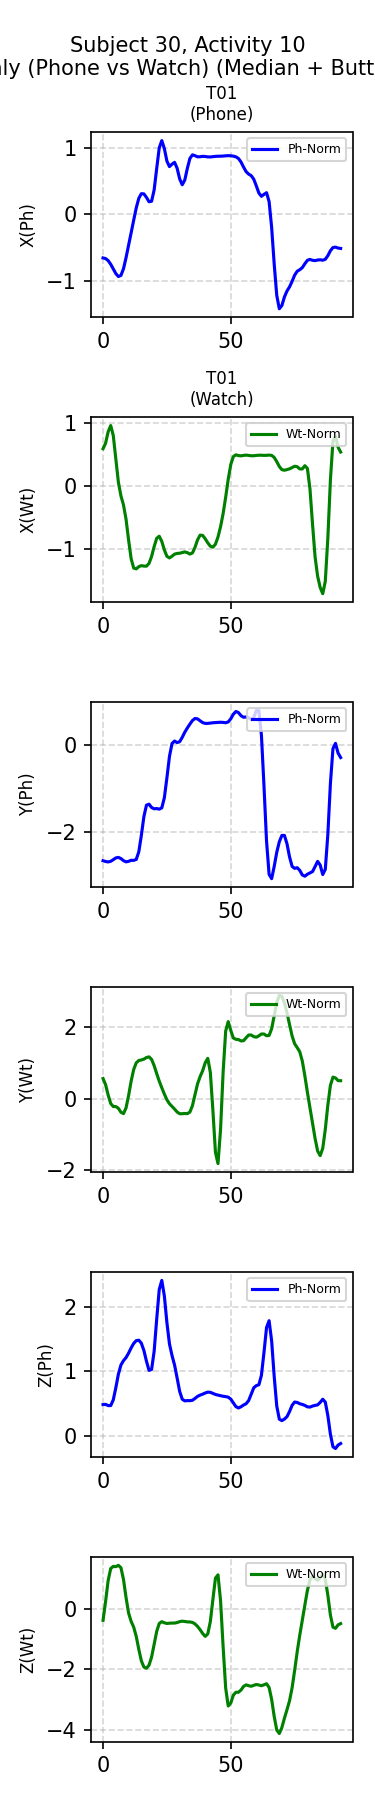 Subject 30, Activity 10
(Phone vs Watch) (Median +
T01
(Phone)
Ph-Norm
X(Ph)
1
0
−1
0
50
T01
(Watch)
Wt-Norm
X(Wt)
1
0
−1
0
50
Ph-Norm
Y(Ph)
0
−2
0
50
Wt-Norm
Y(Wt)
2
0
−2
0
50
Ph-Norm
Z(Ph)
2
1
0
0
50
Wt-Norm
Z(Wt)
0
−2
−4
0
50